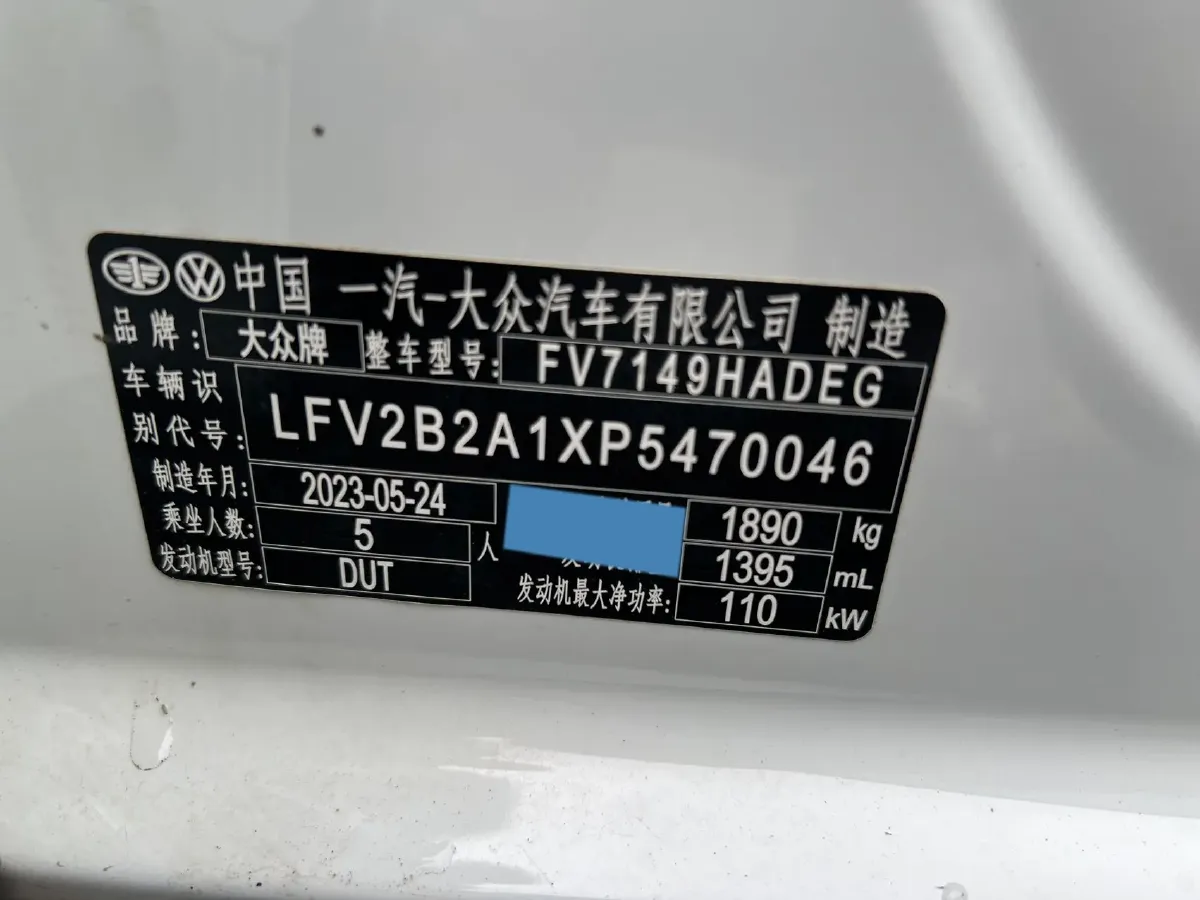 中国 一汽-大众汽车有限公司 制造
品牌: 大众牌 整车型号: FV7149HADEG
车辆识别代号: LFV2B2A1XP5470046
制造年月: 2023-05-24 1890 kg
乘坐人数: 5 人 1395 mL
发动机型号: DUT 发动机最大净功率: 110 kW